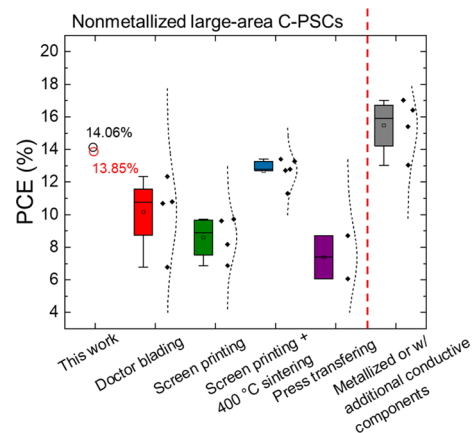 Nonmetallized large-area C-PSCs
PCE (%)
20
18
16
14
12
10
8
6
4
14.06%
13.85%
This work
Doctor blading
Screen printing
Screen printing +
400 °C sintering
Press transfering
Metallized or w/
additional conductive
components